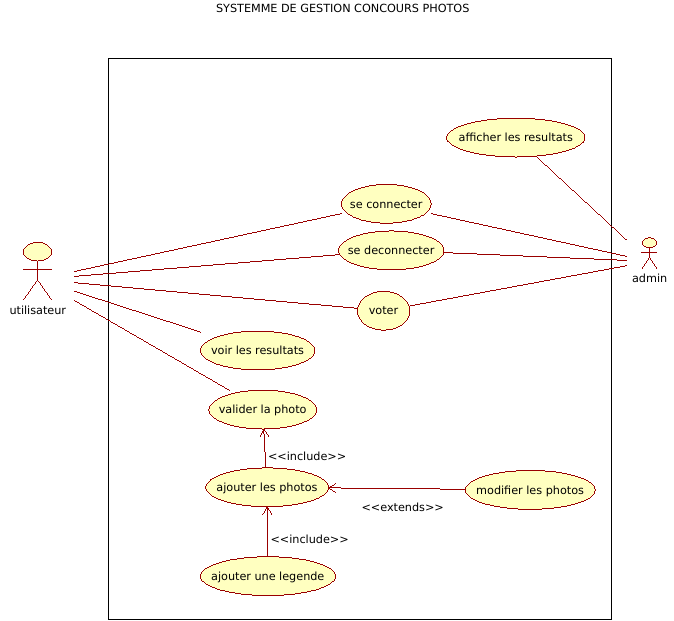 SYSTEMME DE GESTION CONCOURS PHOTOS
afficher les resultats
se connecter
se deconnecter
admin
utilisateur
voter
voir les resultats
valider la photo
<<include>>
ajouter les photos
modifier les photos
<<extends>>
<<include>>
ajouter une legende